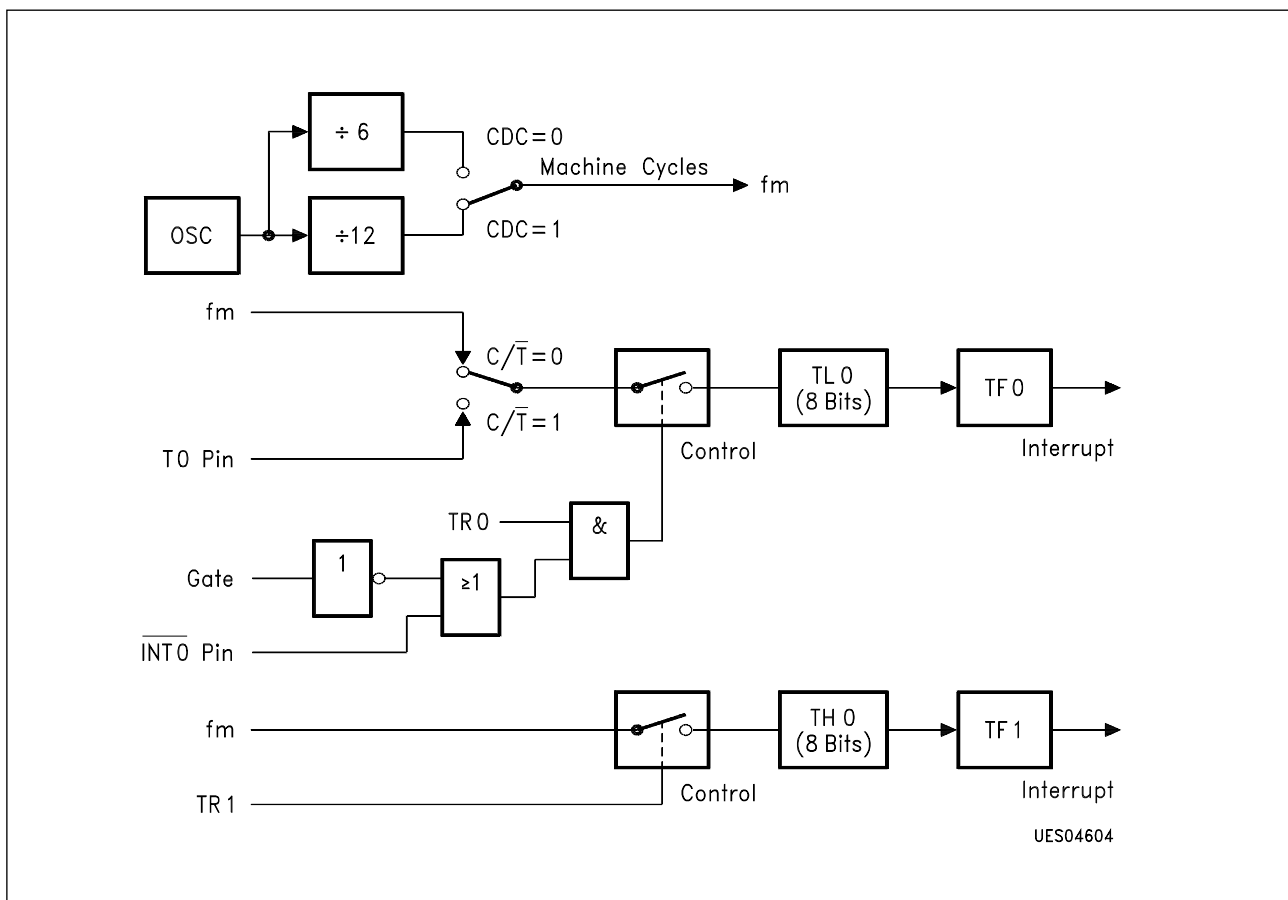 ÷ 6
CDC=0
Machine Cycles
fm
OSC
÷12
CDC=1
fm
C/T̅=0
TL 0
(8 Bits)
TF 0
C/T̅=1
T0 Pin
Control
Interrupt
TR 0
&
Gate
1
≥1
I̅N̅T̅0̅ Pin
fm
TH 0
(8 Bits)
TF 1
TR 1
Control
Interrupt
UES04604